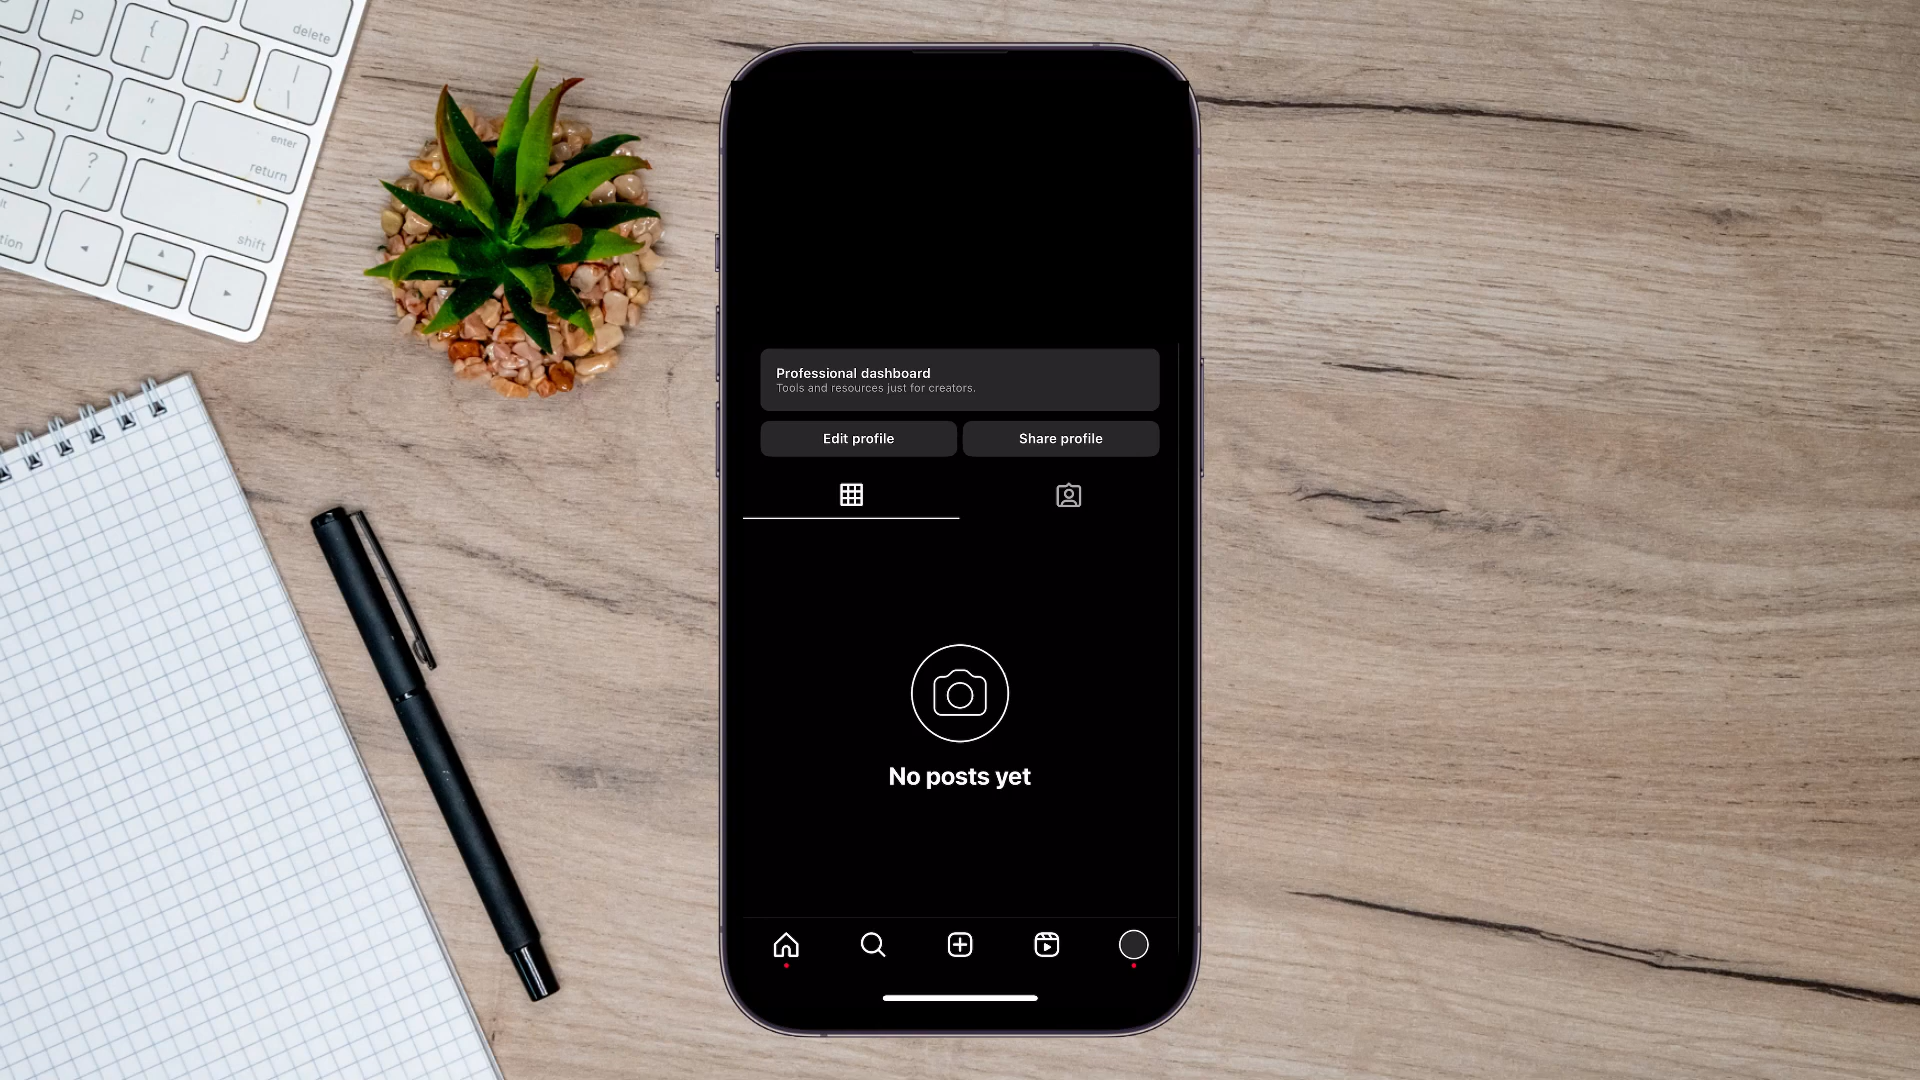 P
{
[
}
]
|
\
delete
:
;
"
'
enter
return
>
.
?
/
shift
tion
Professional dashboard
Tools and resources just for creators.
Edit profile
Share profile
No posts yet